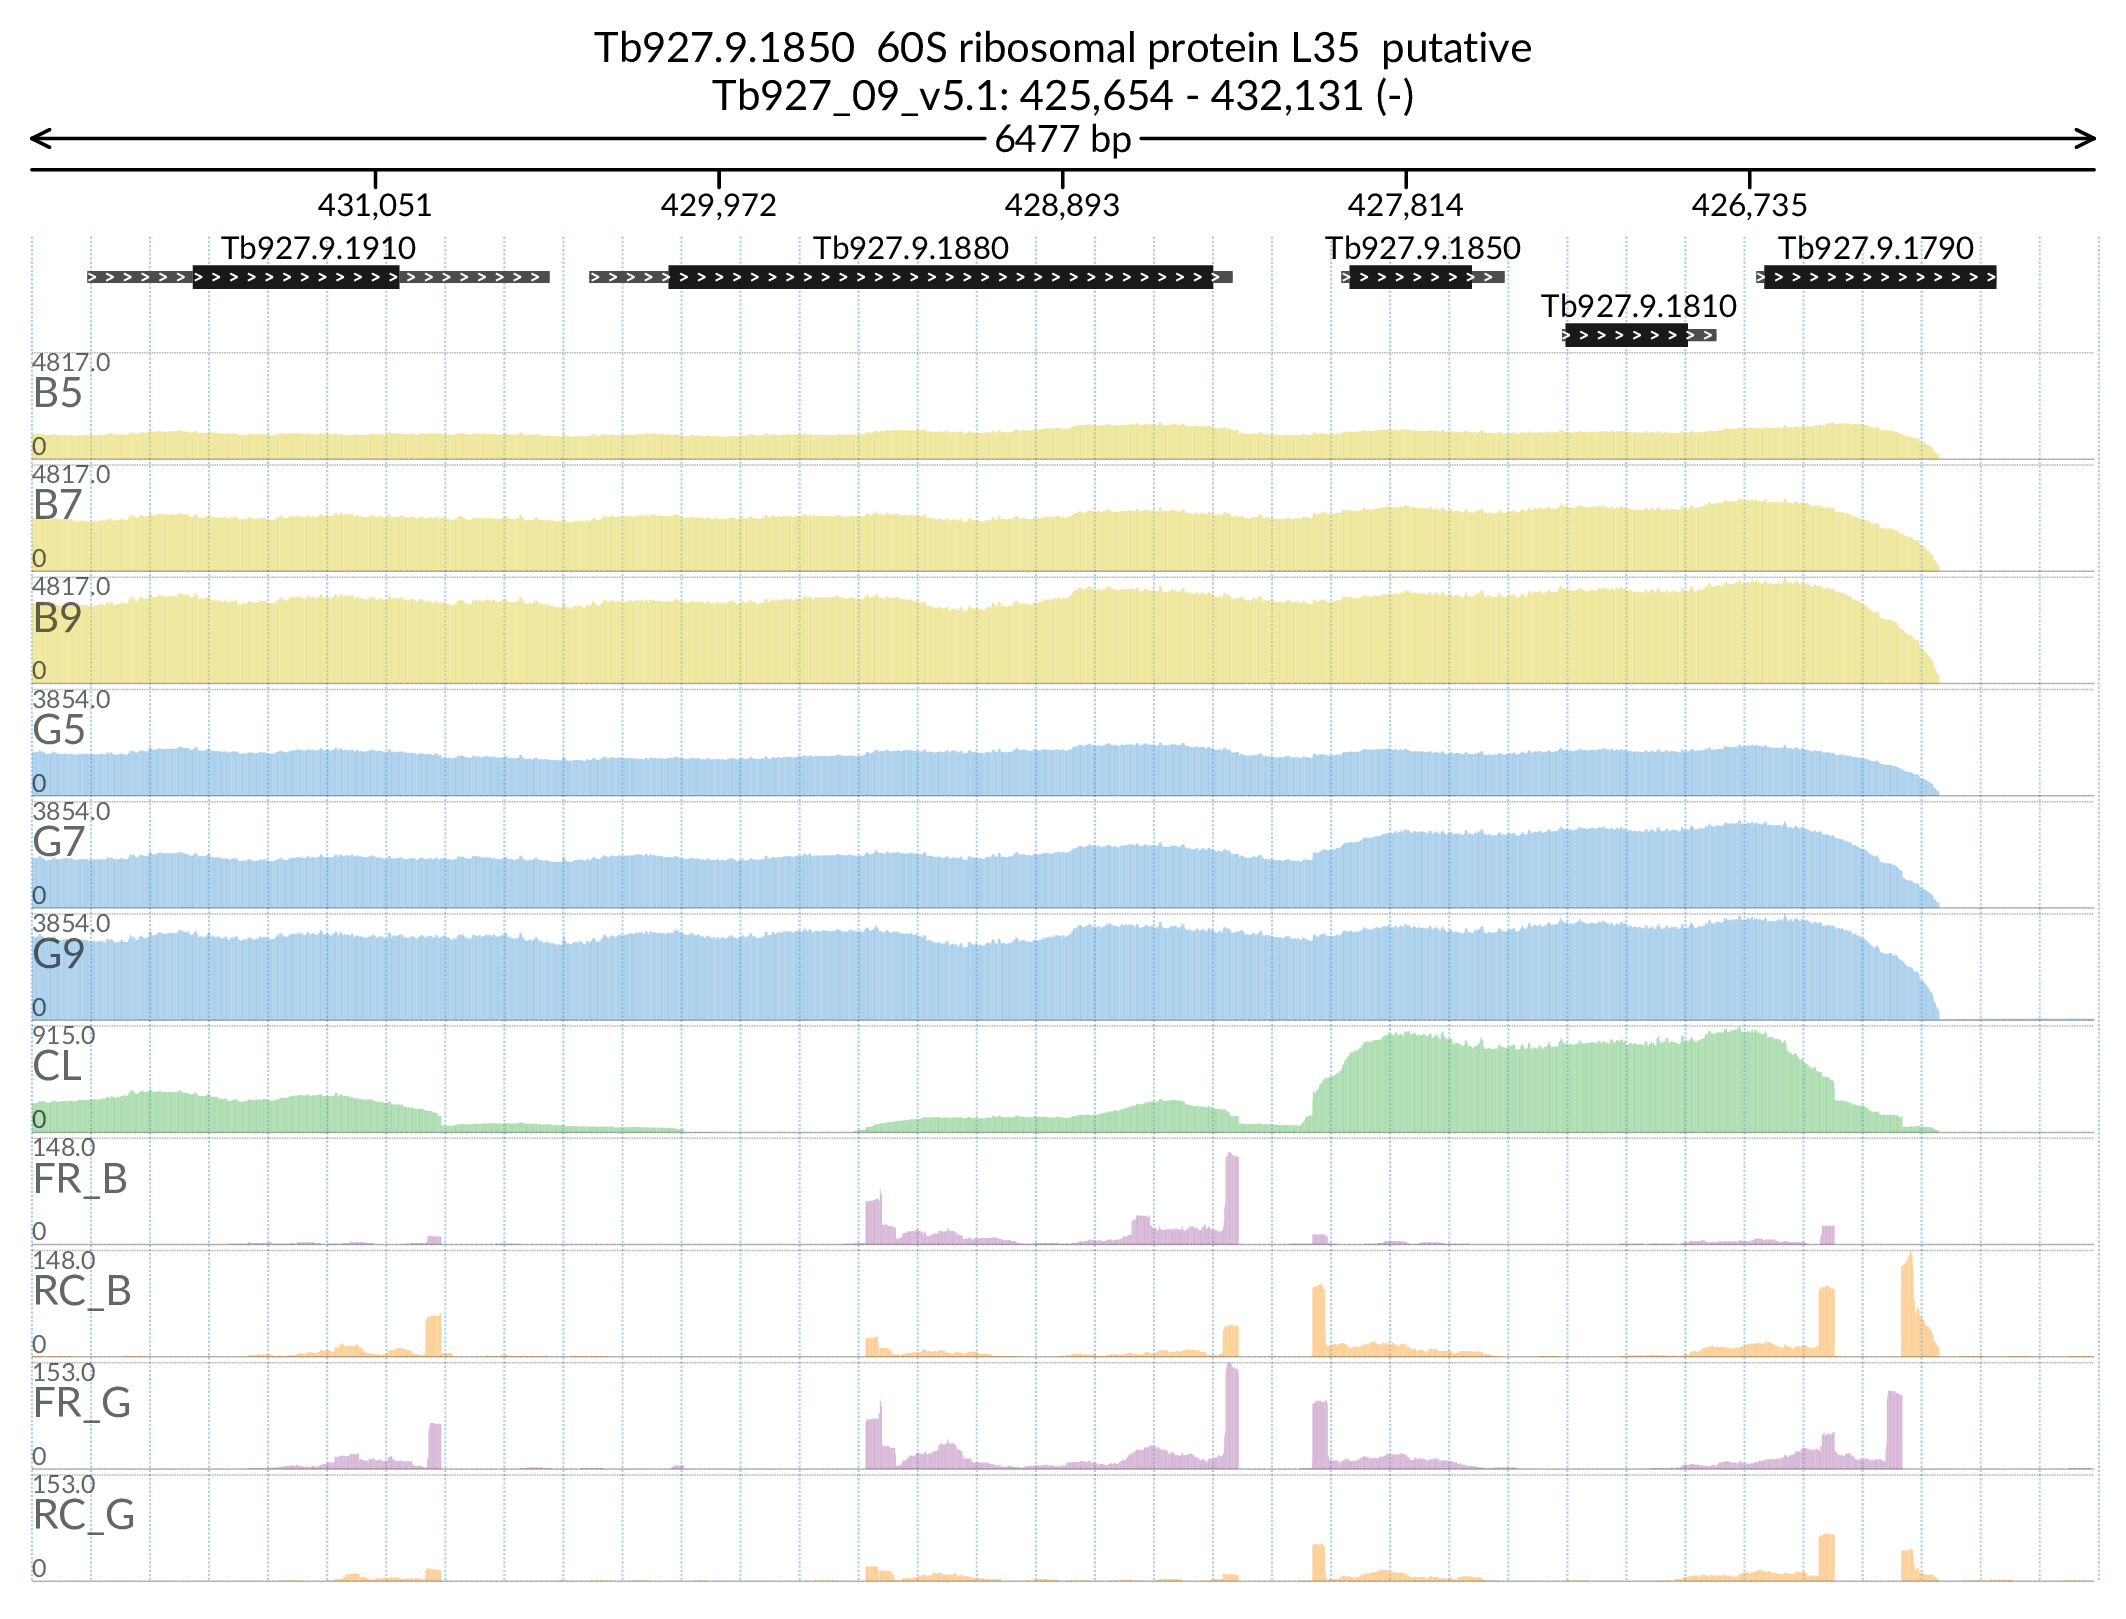 Tb927.9.1850  60S ribosomal protein L35  putative
Tb927_09_v5.1: 425,654 - 432,131 (-)
6477 bp
431,051 429,972 428,893 427,814 426,735
Tb927.9.1910 Tb927.9.1880 Tb927.9.1850 Tb927.9.1790
Tb927.9.1810
4817.0
B5
0
4817.0
B7
0
4817.0
B9
0
3854.0
G5
0
3854.0
G7
0
3854.0
G9
0
915.0
CL
0
148.0
FR_B
0
148.0
RC_B
0
153.0
FR_G
0
153.0
RC_G
0